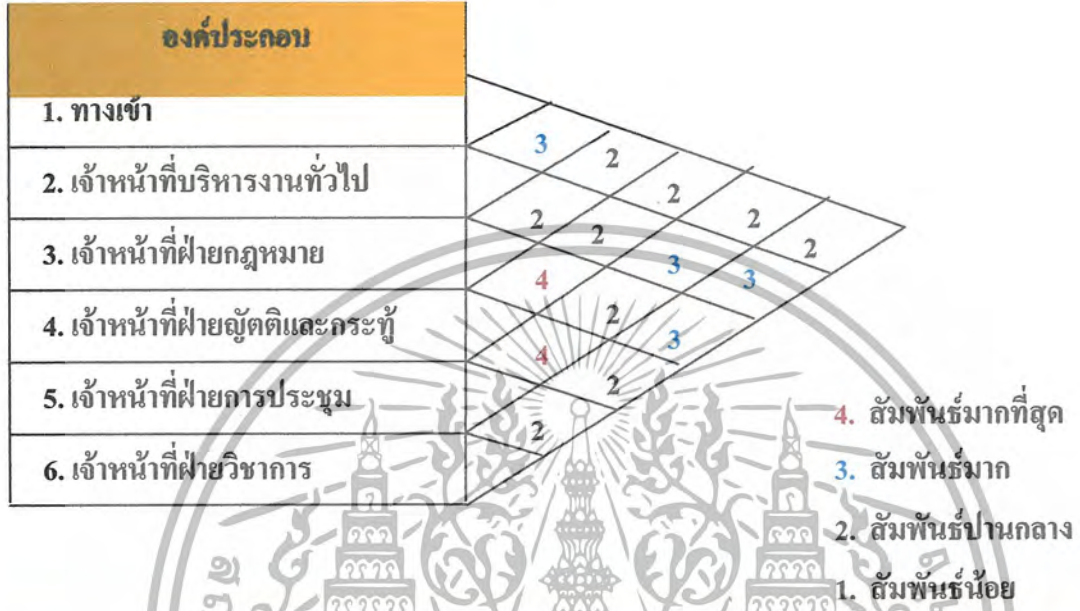 องค์ประกอบ
1. ทางเข้า
2. เจ้าหน้าที่บริหารงานทั่วไป
3. เจ้าหน้าที่ฝ่ายกฎหมาย
4. เจ้าหน้าที่ฝ่ายญัตติและกระทู้
5. เจ้าหน้าที่ฝ่ายการประชุม
6. เจ้าหน้าที่ฝ่ายวิชาการ
3 2 2 2 2
2 2 3 3
4 2 3
4 2
2
4. สัมพันธ์มากที่สุด
3. สัมพันธ์มาก
2. สัมพันธ์ปานกลาง
1. สัมพันธ์น้อย